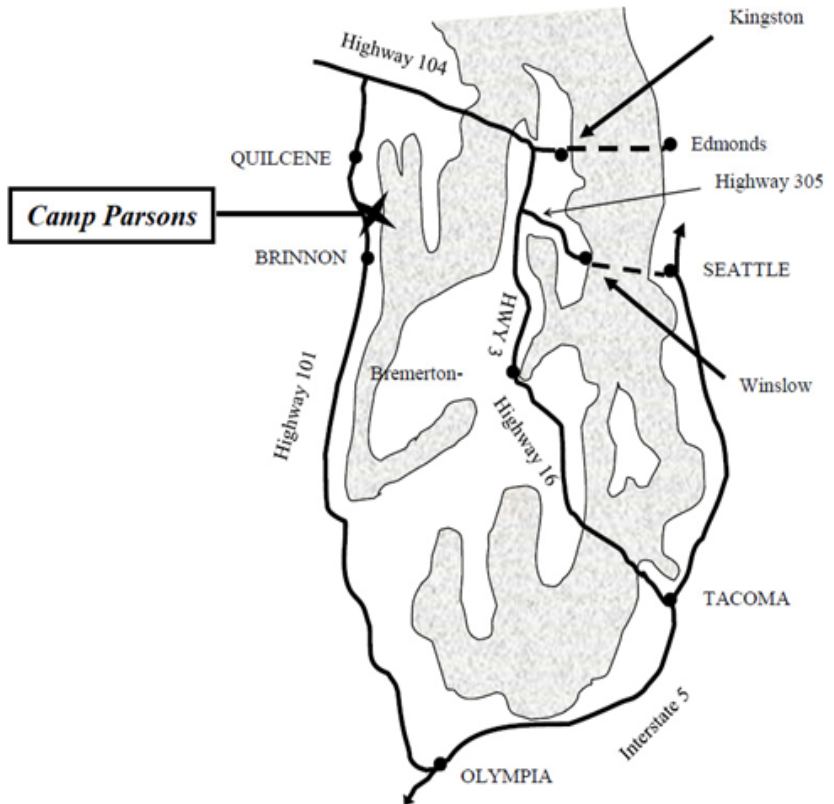 Kingston
Highway 104
Edmonds
QUILCENE
Highway 305
Camp Parsons
BRINNON
SEATTLE
HWY 3
Highway 101
Bremerton-
Winslow
Highway 16
TACOMA
Interstate 5
OLYMPIA